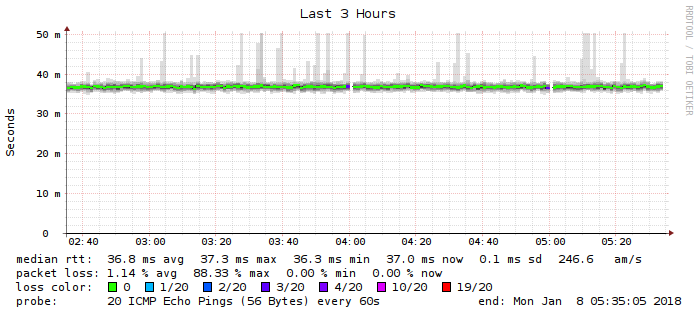 Last 3 Hours
RRDTOOL / TOBI OETIKER
Seconds
50 m
40 m
30 m
20 m
10 m
0
02:40 03:00 03:20 03:40 04:00 04:20 04:40 05:00 05:20
median rtt: 36.8 ms avg 37.3 ms max 36.3 ms min 37.0 ms now 0.1 ms sd 246.6 am/s
packet loss: 1.14 % avg 88.33 % max 0.00 % min 0.00 % now
loss color: 0 1/20 2/20 3/20 4/20 10/20 19/20
probe: 20 ICMP Echo Pings (56 Bytes) every 60s end: Mon Jan 8 05:35:05 2018